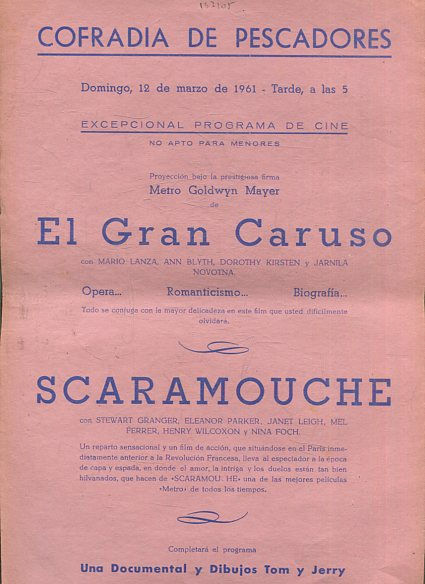 COFRADIA DE PESCADORES
Domingo, 12 de marzo de 1961 - Tarde, a las 5
EXCEPCIONAL PROGRAMA DE CINE
NO APTO PARA MENORES
Proyección bajo la prestigiosa firma
Metro Goldwyn Mayer
de
El Gran Caruso
con MARIO LANZA, ANN BLYTH, DOROTHY KIRSTEN y JARNILA
NOVOTNA.
Opera... Romanticismo... Biografía...
Todo se conjuga con la mayor delicadeza en este film que usted difícilmente
olvidará.
SCARAMOUCHE
con STEWART GRANGER, ELEANOR PARKER, JANET LEIGH, MEL
FERRER, HENRY WILCOXON y NINA FOCH.
Un reparto sensacional y un film de acción, que situándose en el París inme-
diatamente anterior a la Revolución Francesa, lleva al espectador a la época
de capa y espada, en donde el amor, la intriga y los duelos están tan bien
hilvanados, que hacen de «SCARAMOU. HE» una de las mejores películas
«Metro» de todos los tiempos.
Completará el programa
Una Documental y Dibujos Tom y Jerry